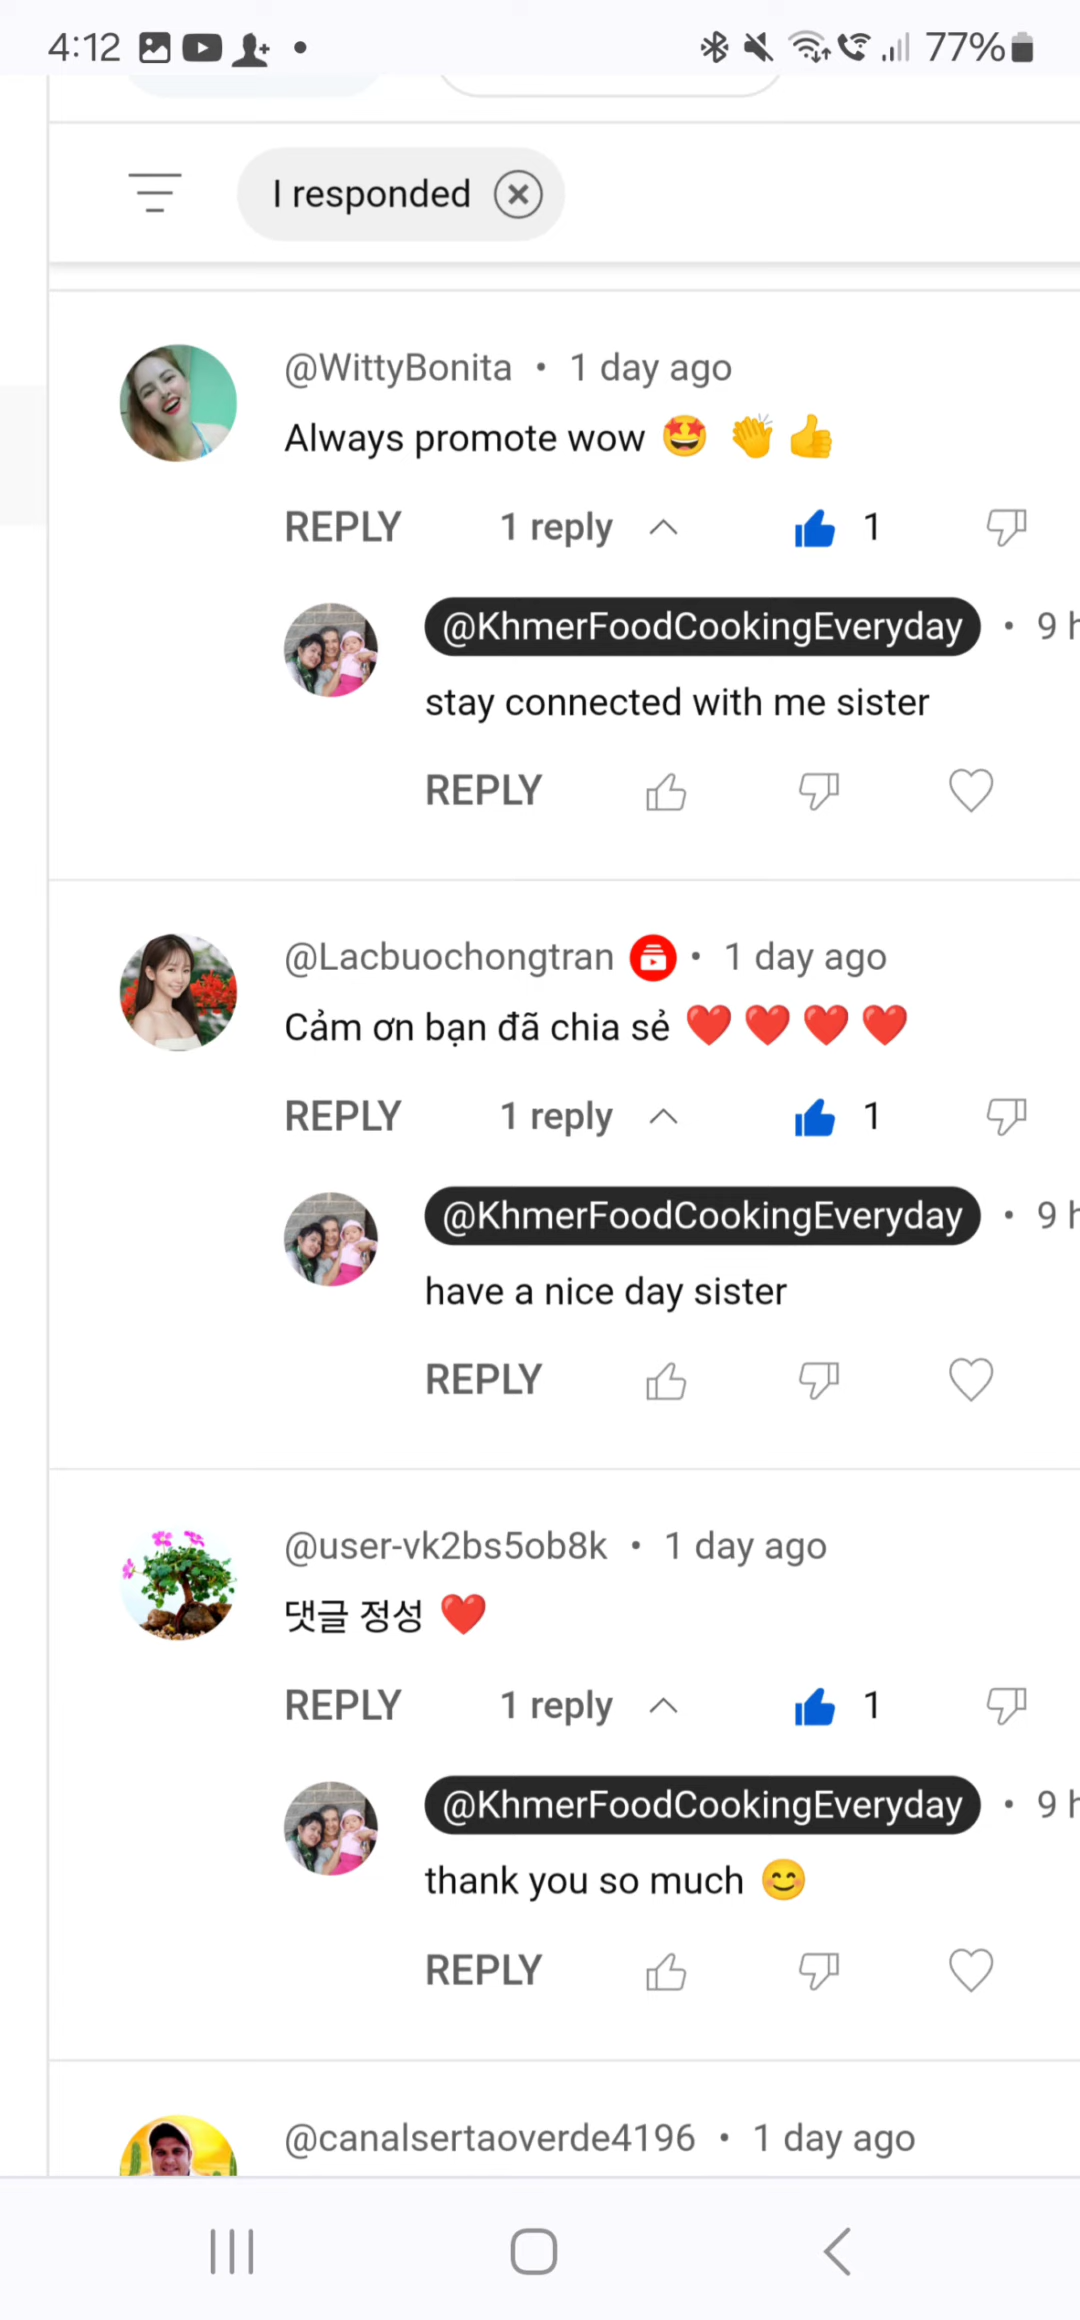 4:12 77%
I responded
@WittyBonita • 1 day ago
Always promote wow 🤩 👏 👍
REPLY 1 reply 1
@KhmerFoodCookingEveryday • 9 h
stay connected with me sister
REPLY
@Lacbuochongtran • 1 day ago
Cảm ơn bạn đã chia sẻ ❤️ ❤️ ❤️ ❤️
REPLY 1 reply 1
@KhmerFoodCookingEveryday • 9 h
have a nice day sister
REPLY
@user-vk2bs5ob8k • 1 day ago
댓글 정성 ❤️
REPLY 1 reply 1
@KhmerFoodCookingEveryday • 9 h
thank you so much 😊
REPLY
@canalsertaoverde4196 • 1 day ago